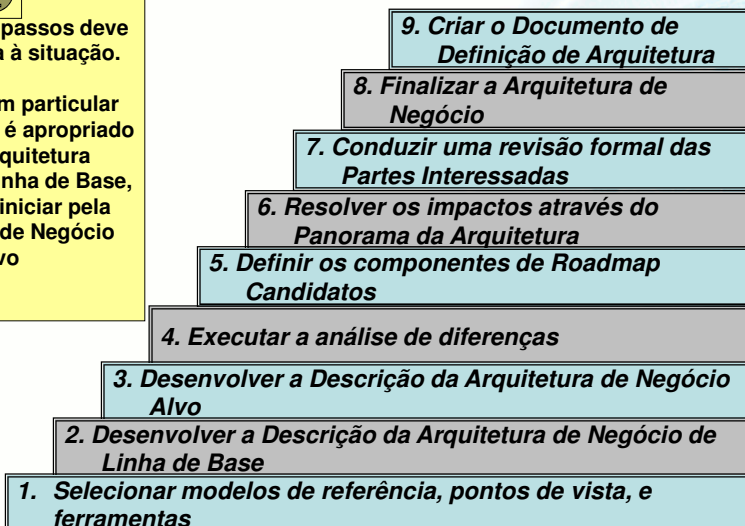 passos deve
à situação.
m particular
é apropriado
quitetura
inha de Base,
iniciar pela
de Negócio
vo
9. Criar o Documento de
Definição de Arquitetura
8. Finalizar a Arquitetura de
Negócio
7. Conduzir uma revisão formal das
Partes Interessadas
6. Resolver os impactos através do
Panorama da Arquitetura
5. Definir os componentes de Roadmap
Candidatos
4. Executar a análise de diferenças
3. Desenvolver a Descrição da Arquitetura de Negócio
Alvo
2. Desenvolver a Descrição da Arquitetura de Negócio de
Linha de Base
1. Selecionar modelos de referência, pontos de vista, e
ferramentas